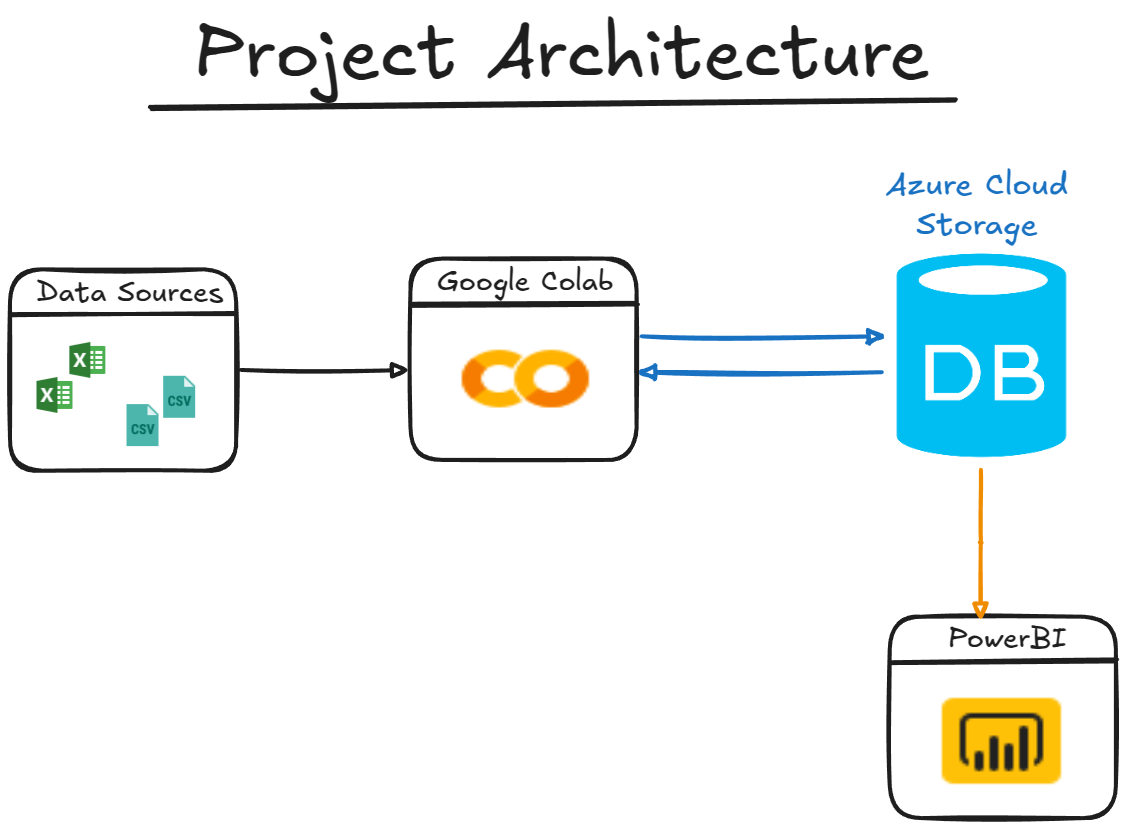 Project Architecture
Azure Cloud
Storage
Data Sources
Google Colab
X
X
CSV
CSV
DB
PowerBI